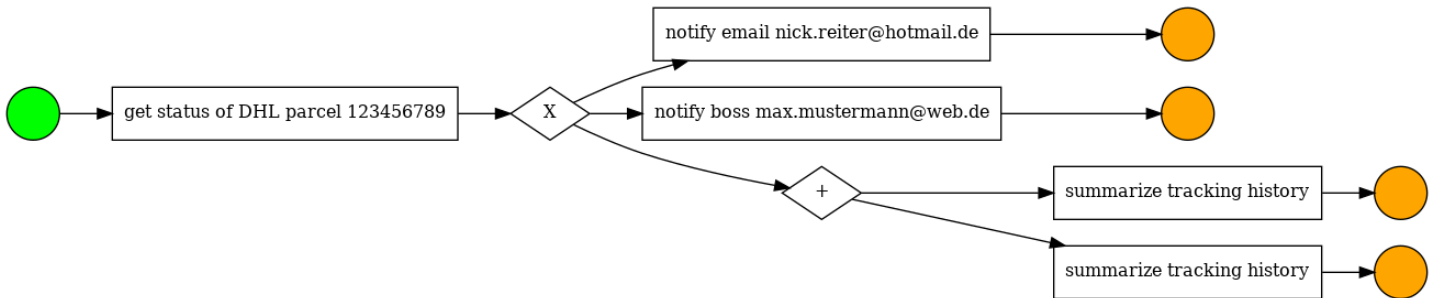 notify email nick.reiter@hotmail.de
get status of DHL parcel 123456789
X
notify boss max.mustermann@web.de
+
summarize tracking history
summarize tracking history